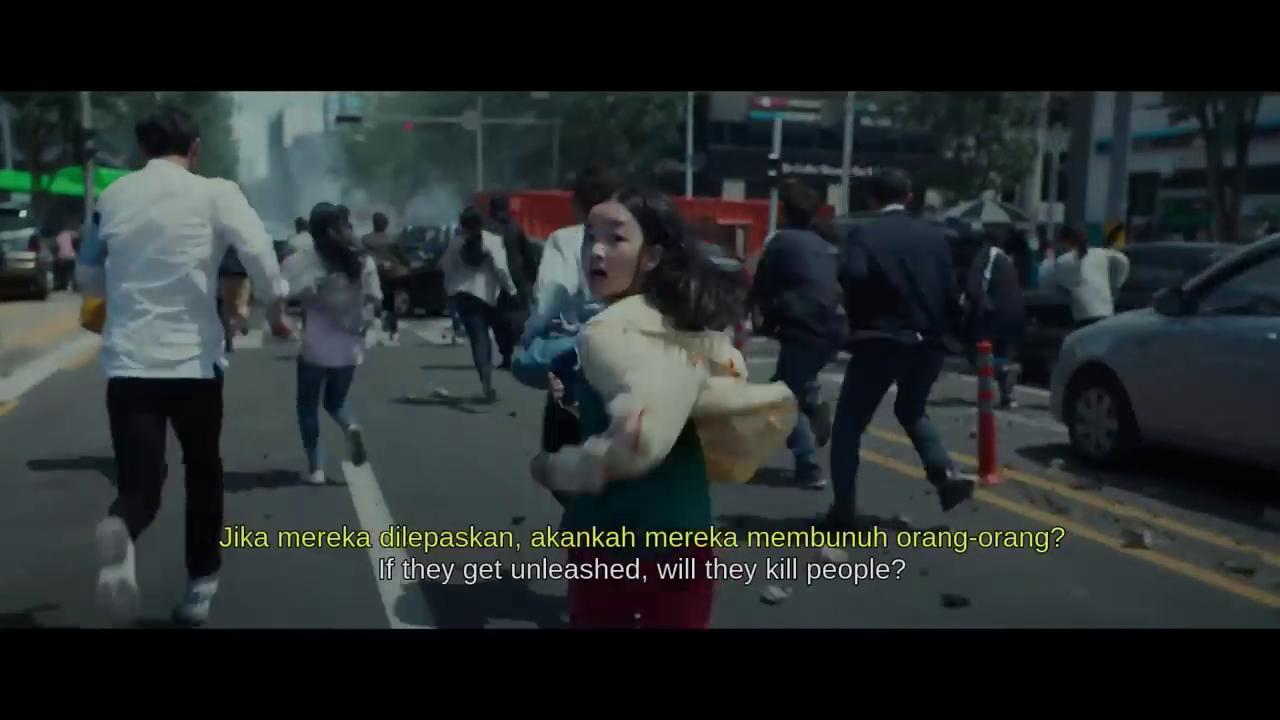 Jika mereka dilepaskan, akankah mereka membunuh orang-orang?
If they get unleashed, will they kill people?